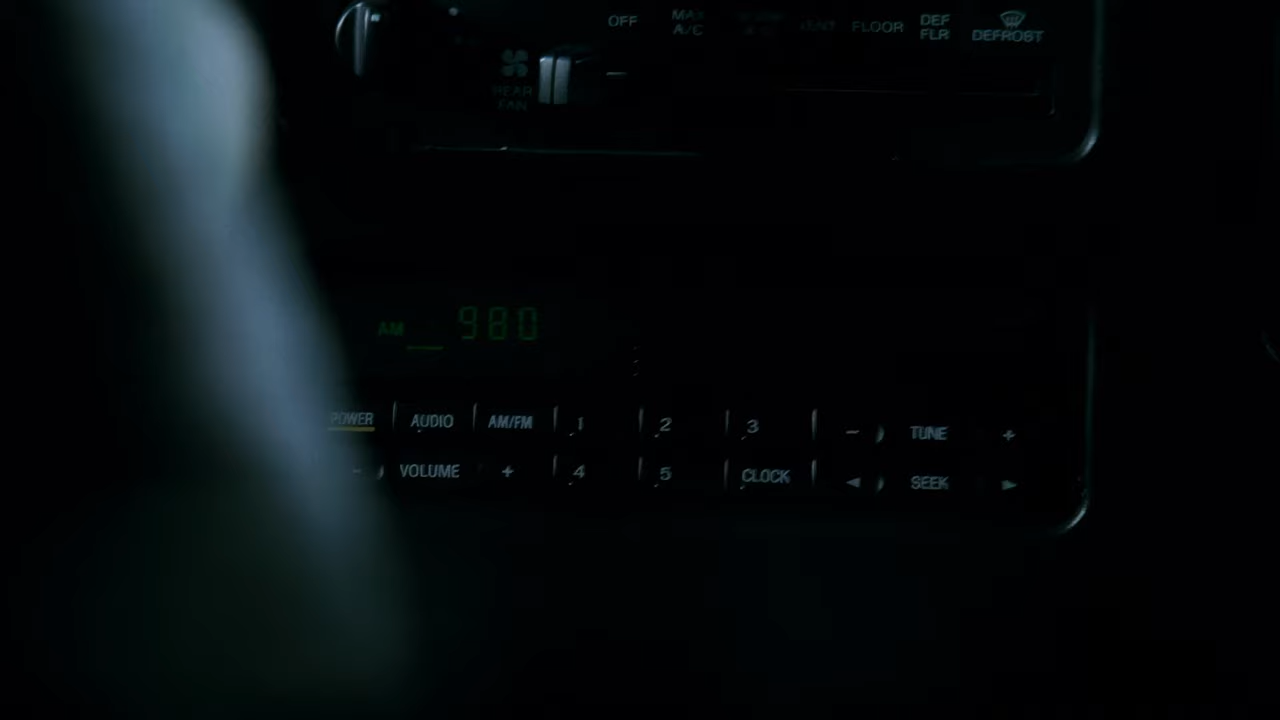 OFF
MAX
A/C
VENT
FLOOR
DEF
FLR
DEFROST
REAR
FAN
AM 980
POWER AUDIO AM/FM 1 2 3 - TUNE +
- VOLUME + 4 5 CLOCK ◄ SEEK ►